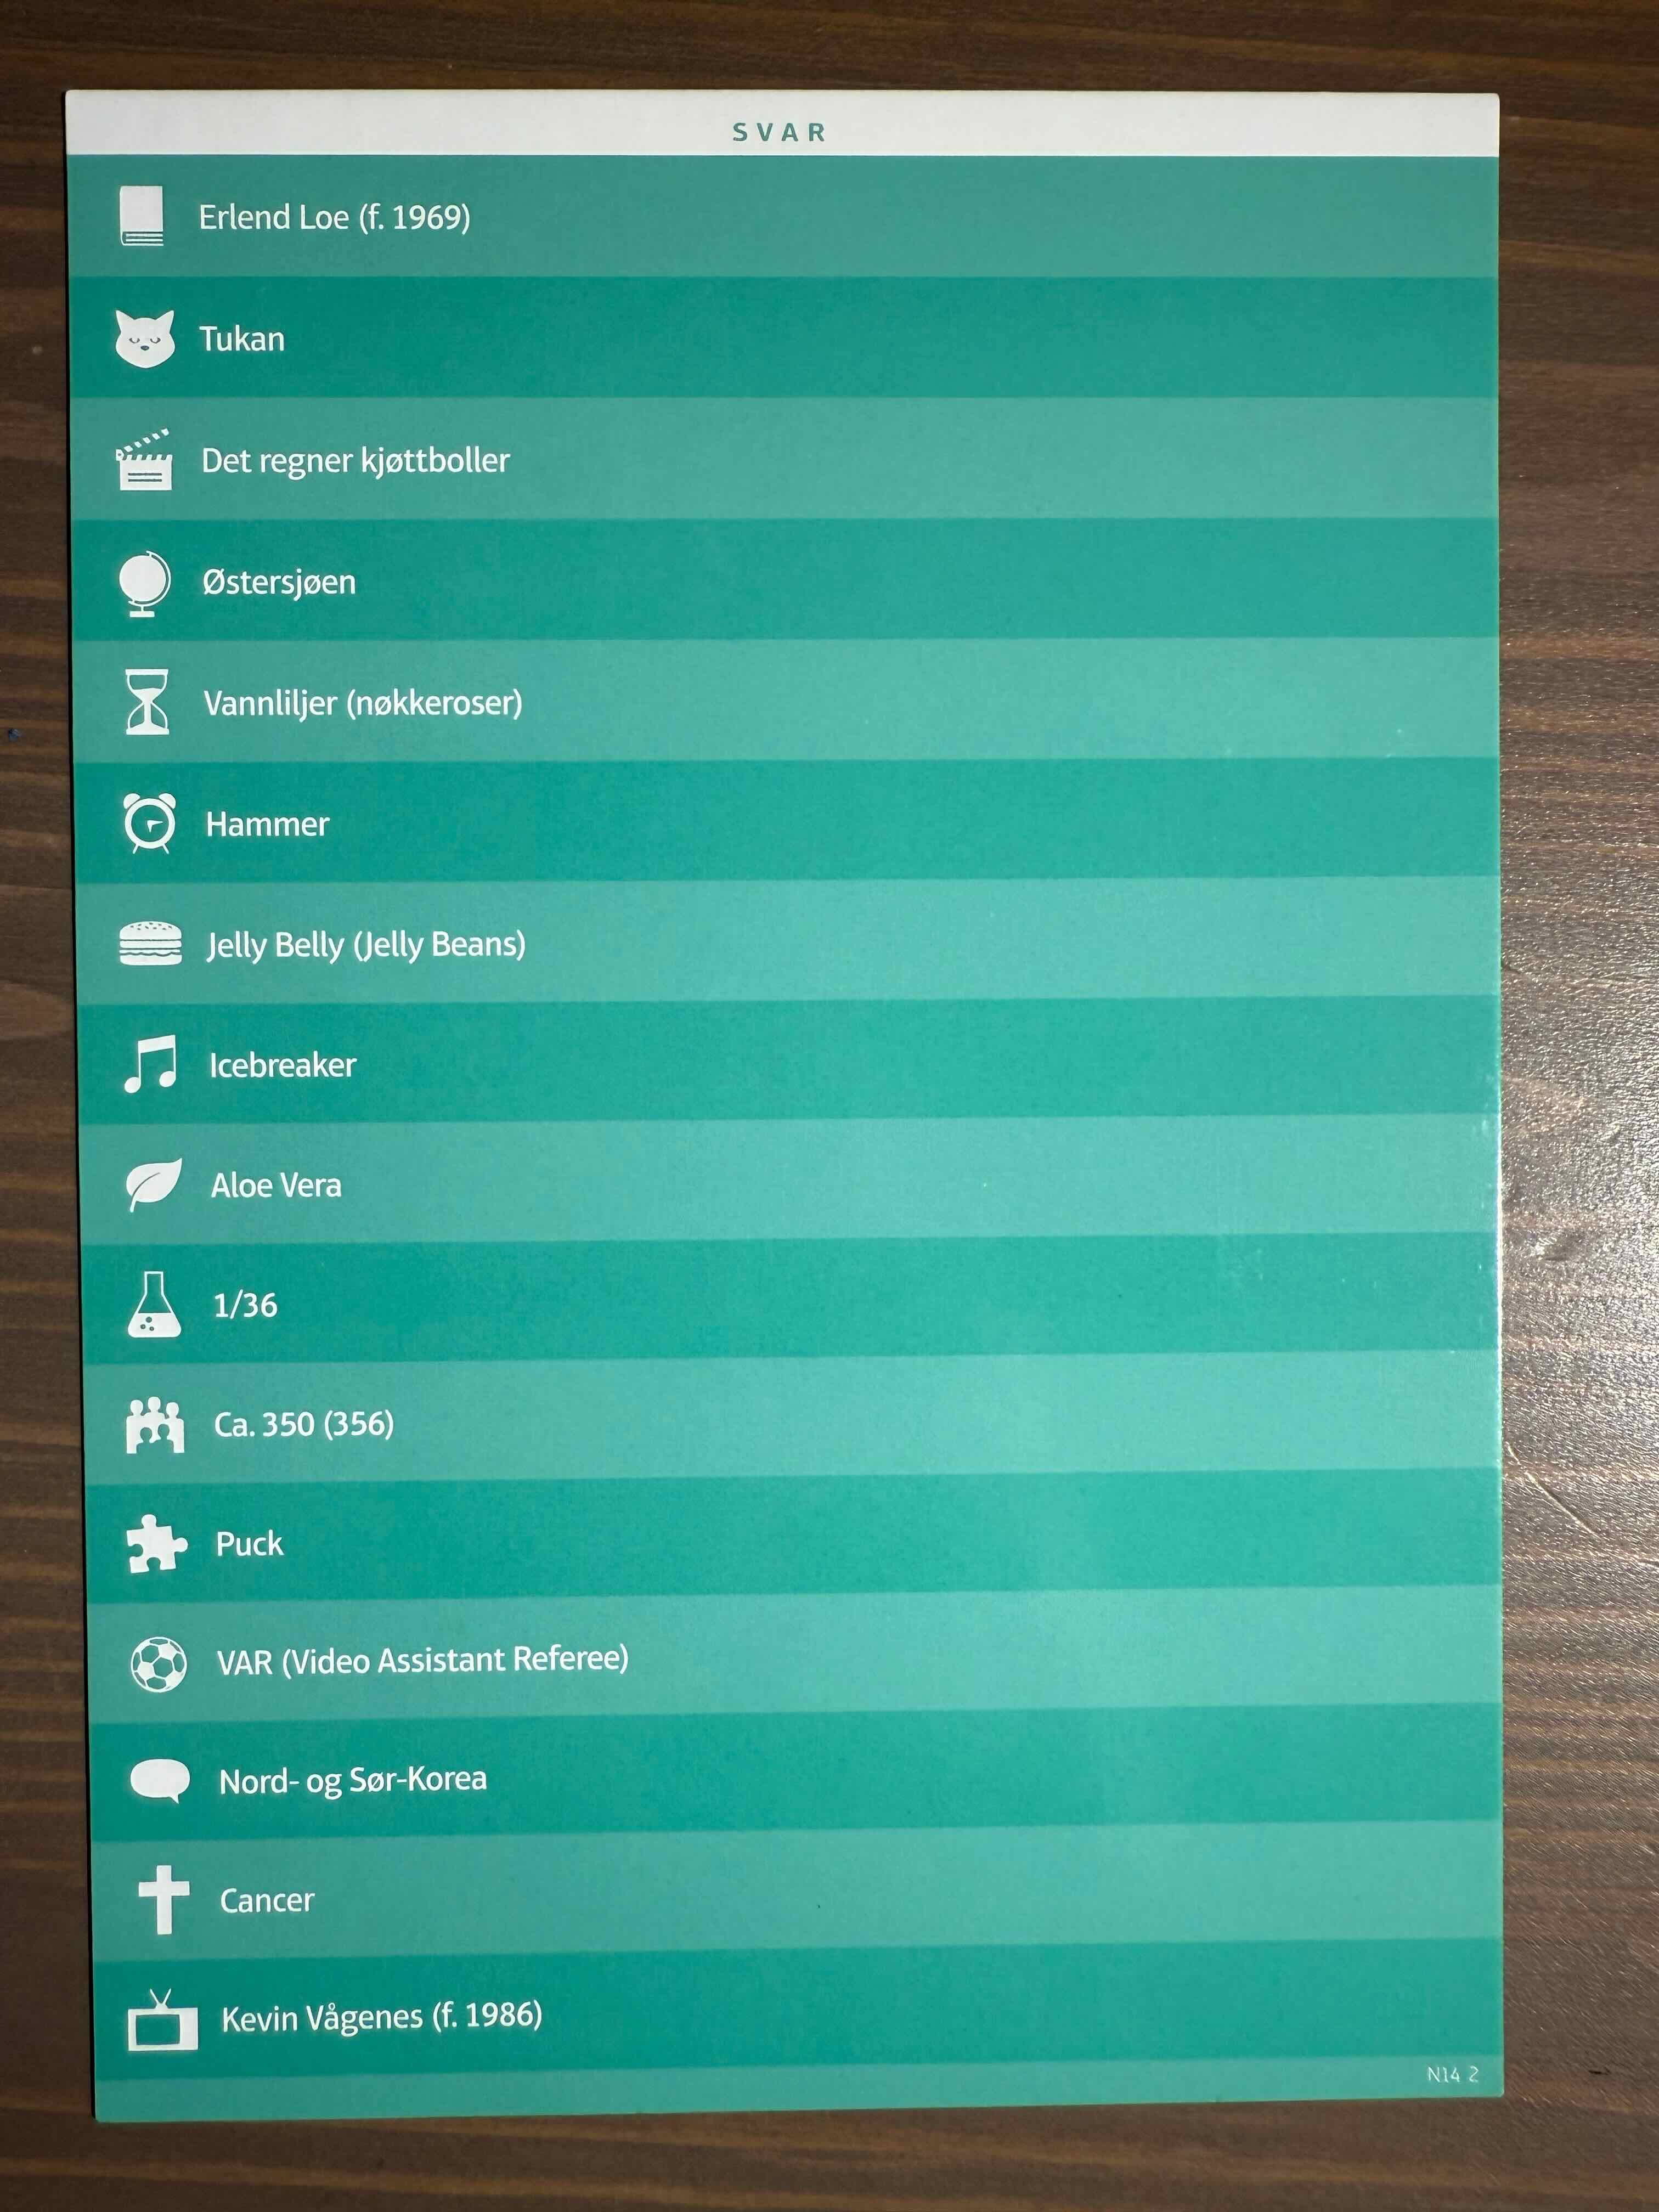 SVAR
Erlend Loe (f. 1969)
Tukan
Det regner kjøttboller
Østersjøen
Vannliljer (nøkkeroser)
Hammer
Jelly Belly (Jelly Beans)
Icebreaker
Aloe Vera
1/36
Ca. 350 (356)
Puck
VAR (Video Assistant Referee)
Nord- og Sør-Korea
Cancer
Kevin Vågenes (f. 1986)
N14 2